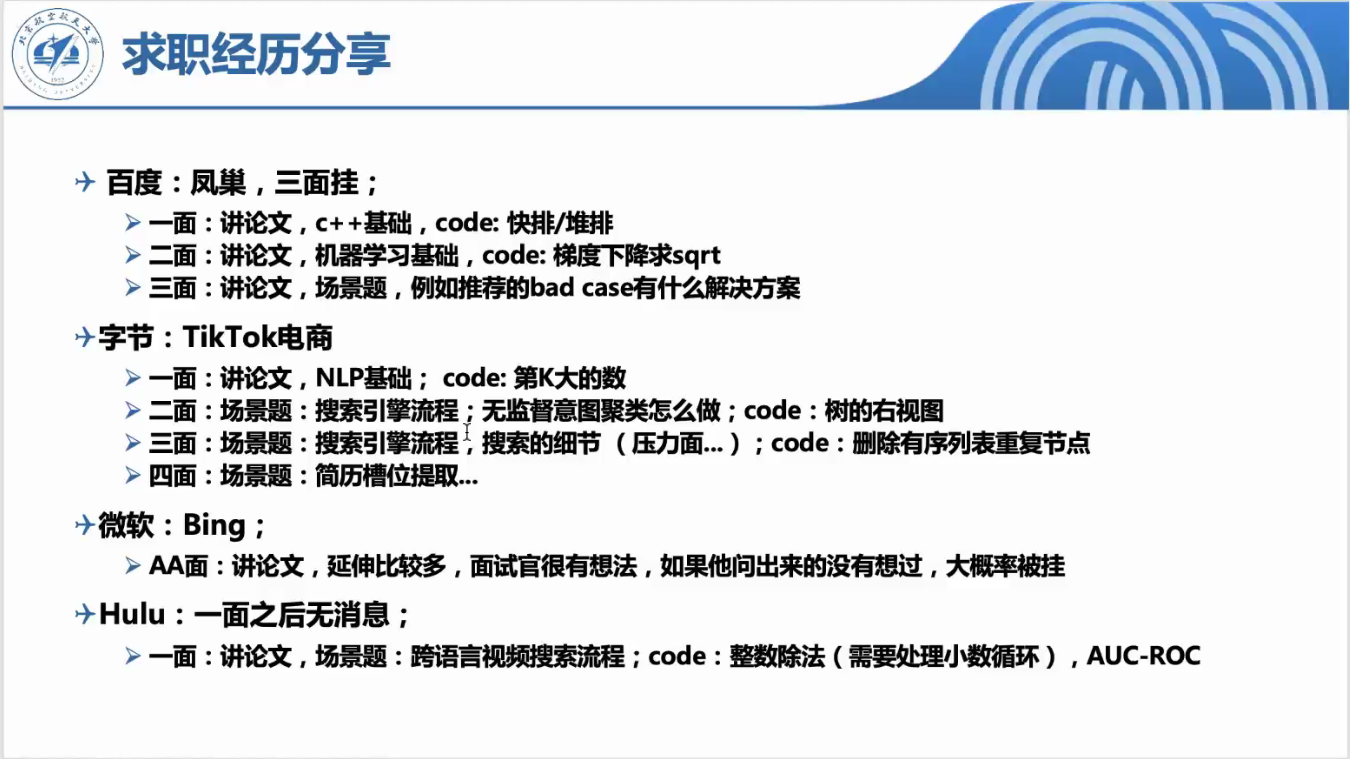 北京航空航天大学
求职经历分享
百度：凤巢，三面挂；
一面：讲论文，c++基础，code: 快排/堆排
二面：讲论文，机器学习基础，code: 梯度下降求sqrt
三面：讲论文，场景题，例如推荐的bad case有什么解决方案
字节：TikTok电商
一面：讲论文，NLP基础； code: 第K大的数
二面：场景题：搜索引擎流程；无监督意图聚类怎么做；code：树的右视图
三面：场景题：搜索引擎流程，搜索的细节（压力面...）；code：删除有序列表重复节点
四面：场景题：简历槽位提取...
微软：Bing；
AA面：讲论文，延伸比较多，面试官很有想法，如果他问出来的没有想过，大概率被挂
Hulu：一面之后无消息；
一面：讲论文，场景题：跨语言视频搜索流程；code：整数除法（需要处理小数循环），AUC-ROC